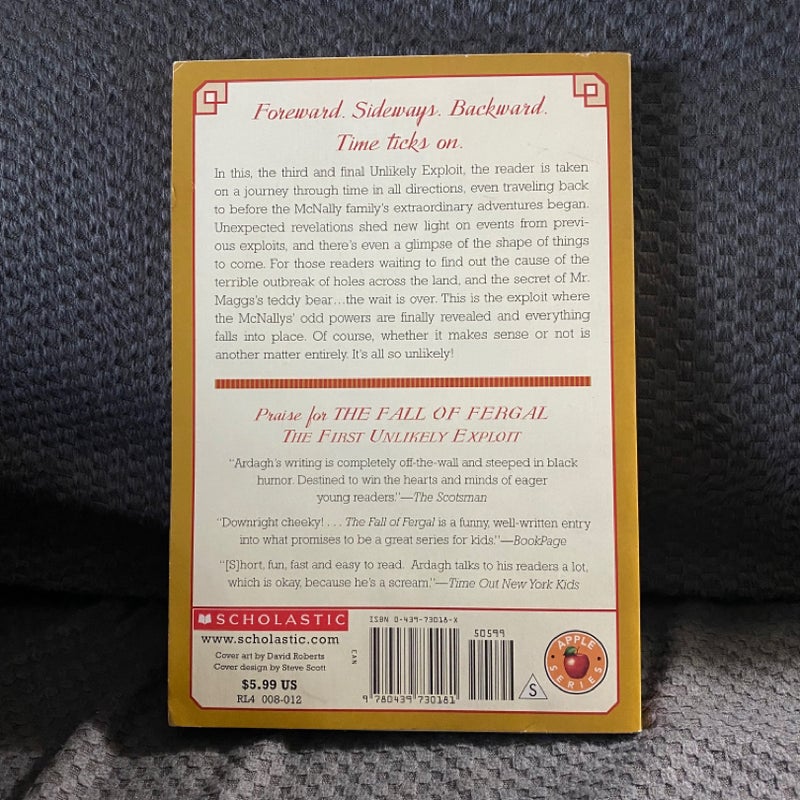 Foreward. Sideways. Backward.
Time ticks on.
In this, the third and final Unlikely Exploit, the reader is taken
on a journey through time in all directions, even traveling back
to before the McNally family's extraordinary adventures began.
Unexpected revelations shed new light on events from previ-
ous exploits, and there's even a glimpse of the shape of things
to come. For those readers waiting to find out the cause of the
terrible outbreak of holes across the land, and the secret of Mr.
Maggs's teddy bear...the wait is over. This is the exploit where
the McNallys' odd powers are finally revealed and everything
falls into place. Of course, whether it makes sense or not is
another matter entirely. It's all so unlikely!
Praise for THE FALL OF FERGAL
THE FIRST UNLIKELY EXPLOIT
"Ardagh's writing is completely off-the-wall and steeped in black
humor. Destined to win the hearts and minds of eager
young readers."—The Scotsman
"Downright cheeky! . . . The Fall of Fergal is a funny, well-written entry
into what promises to be a great series for kids."—BookPage
"[S]hort, fun, fast and easy to read. Ardagh talks to his readers a lot,
which is okay, because he's a scream."—Time Out New York Kids
SCHOLASTIC
www.scholastic.com
Cover art by David Roberts
Cover design by Steve Scott
$5.99 US
RL4 008-012
EAN
ISBN 0-439-73018-X
50599
9 780439 730181
S
APPLE
SERIES